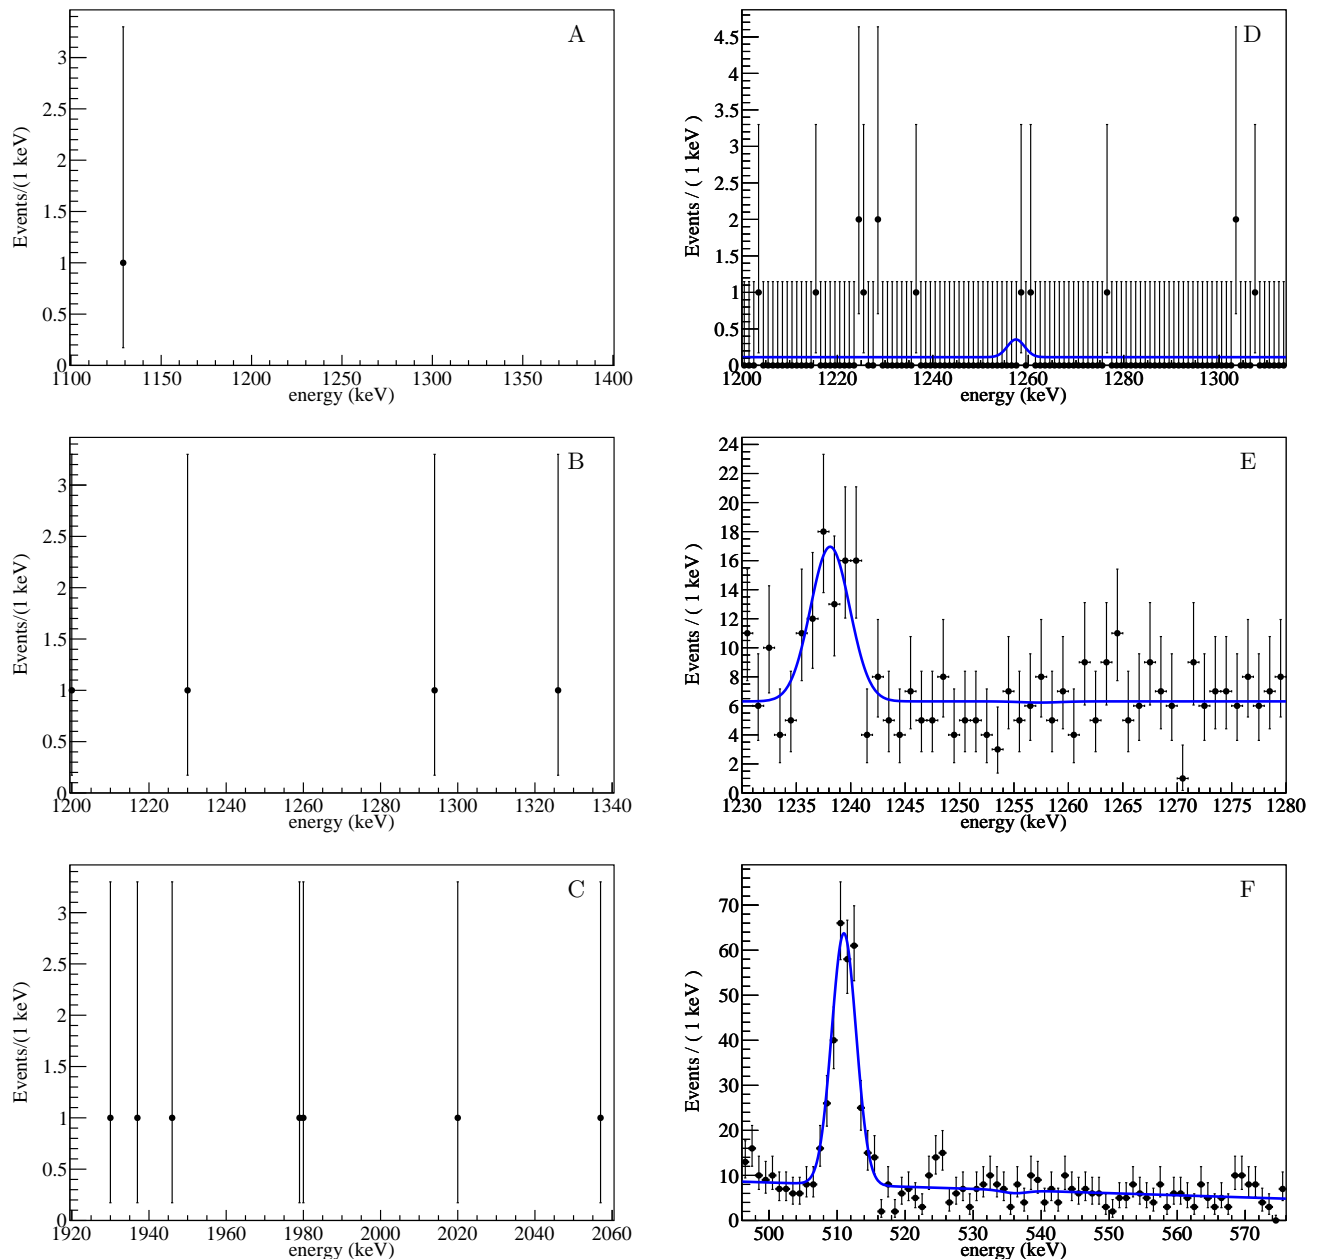 A
Events/(1 keV)
3
2.5
2
1.5
1
0.5
0
1100 1150 1200 1250 1300 1350 1400
energy (keV)
D
Events / ( 1 keV )
4.5
4
3.5
3
2.5
2
1.5
1
0.5
0
1200 1220 1240 1260 1280 1300
energy (keV)
B
Events/(1 keV)
3
2.5
2
1.5
1
0.5
0
1200 1220 1240 1260 1280 1300 1320 1340
energy (keV)
E
Events / ( 1 keV )
24
22
20
18
16
14
12
10
8
6
4
2
0
1230 1235 1240 1245 1250 1255 1260 1265 1270 1275 1280
energy (keV)
C
Events/(1 keV)
3
2.5
2
1.5
1
0.5
0
1920 1940 1960 1980 2000 2020 2040 2060
energy (keV)
F
Events / ( 1 keV )
70
60
50
40
30
20
10
0
500 510 520 530 540 550 560 570
energy (keV)